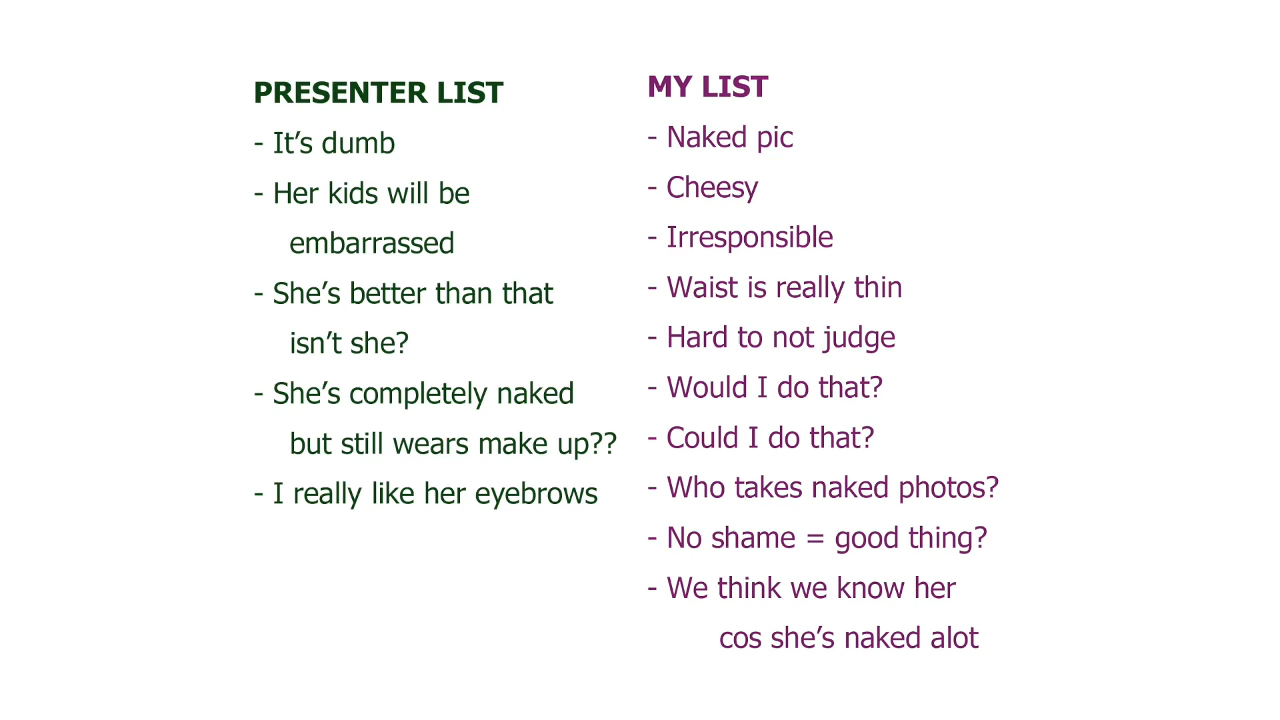 PRESENTER LIST
- It’s dumb
- Her kids will be
embarrassed
- She’s better than that
isn’t she?
- She’s completely naked
but still wears make up??
- I really like her eyebrows
MY LIST
- Naked pic
- Cheesy
- Irresponsible
- Waist is really thin
- Hard to not judge
- Would I do that?
- Could I do that?
- Who takes naked photos?
- No shame = good thing?
- We think we know her
cos she’s naked alot